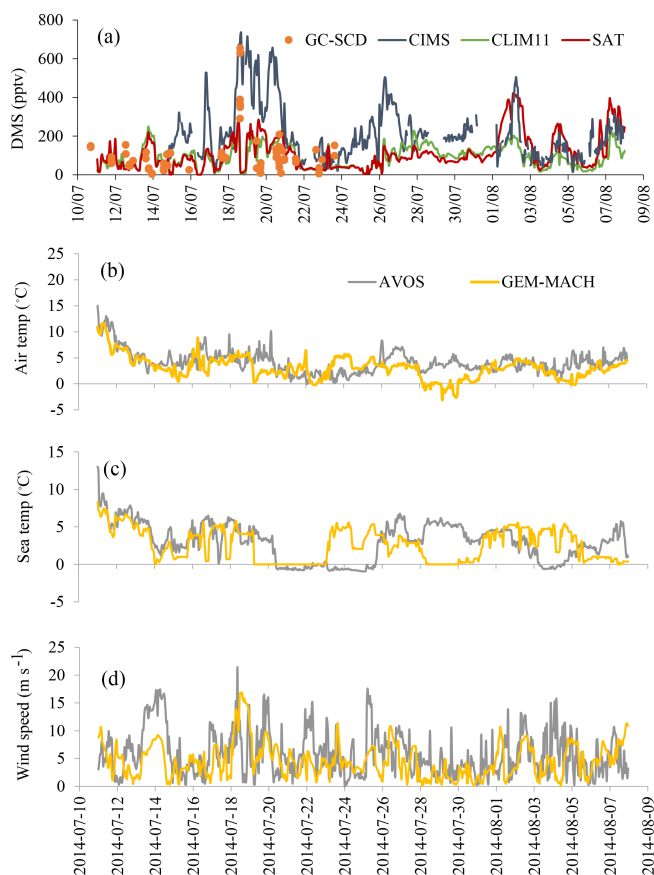 (a)
GC-SCD CIMS CLIM11 SAT
DMS (pptv)
800
600
400
200
0
10/07 12/07 14/07 16/07 18/07 20/07 22/07 24/07 26/07 28/07 30/07 01/08 03/08 05/08 07/08 09/08
(b)
AVOS GEM-MACH
Air temp (°C)
25
20
15
10
5
0
-5
(c)
Sea temp (°C)
15
10
5
0
-5
(d)
Wind speed (m s⁻¹)
25
20
15
10
5
0
2014-07-10 2014-07-12 2014-07-14 2014-07-16 2014-07-18 2014-07-20 2014-07-22 2014-07-24 2014-07-26 2014-07-28 2014-07-30 2014-08-01 2014-08-03 2014-08-05 2014-08-07 2014-08-09